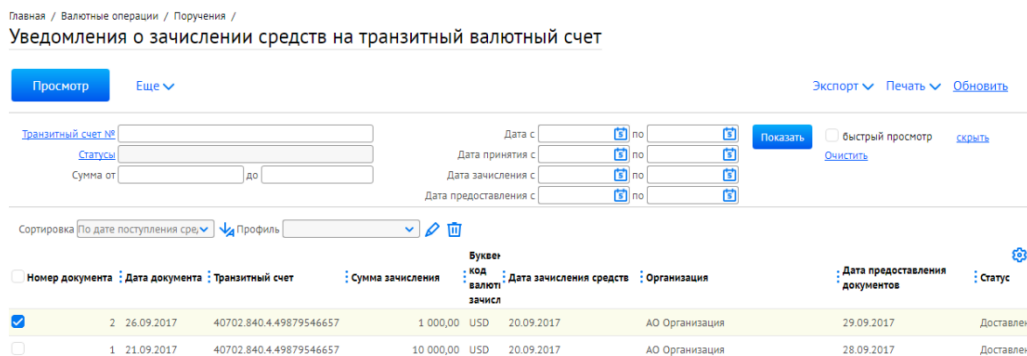 Главная / Валютные операции / Поручения /
Уведомления о зачислении средств на транзитный валютный счет
Просмотр Еще Экспорт Печать Обновить
Транзитный счет № Дата с по Показать быстрый просмотр скрыть
Статусы Дата принятия с по Очистить
Сумма от до Дата зачисления с по
Дата предоставления с по
Сортировка По дате поступления сре, Профиль
Номер документа Дата документа Транзитный счет Сумма зачисления Буквен код валюты зачисл Дата зачисления средств Организация Дата предоставления документов Статус
2 26.09.2017 40702.840.4.49879546657 1 000,00 USD 20.09.2017 АО Организация 29.09.2017 Доставлен
1 21.09.2017 40702.840.4.49879546657 10 000,00 USD 20.09.2017 АО Организация 28.09.2017 Доставлен